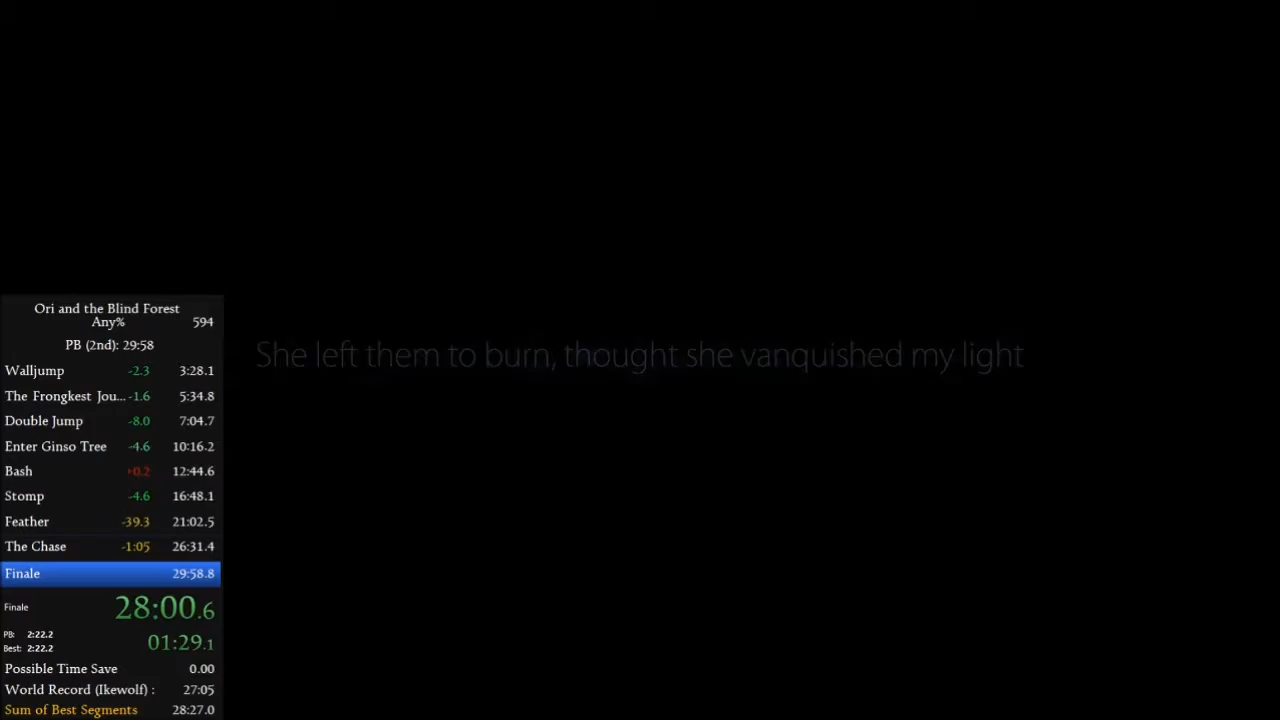 Ori and the Blind Forest
Any% 594
PB (2nd): 29:58
She left them to burn, thought she vanquished my light
Walljump -2.3 3:28.1
The Frongkest Jou... -1.6 5:34.8
Double Jump -8.0 7:04.7
Enter Ginso Tree -4.6 10:16.2
Bash +0.2 12:44.6
Stomp -4.6 16:48.1
Feather -39.3 21:02.5
The Chase -1:05 26:31.4
Finale 29:58.8
Finale 28:00.6
PB: 2:22.2
Best: 2:22.2
01:29.1
Possible Time Save 0.00
World Record (Ikewolf) : 27:05
Sum of Best Segments 28:27.0